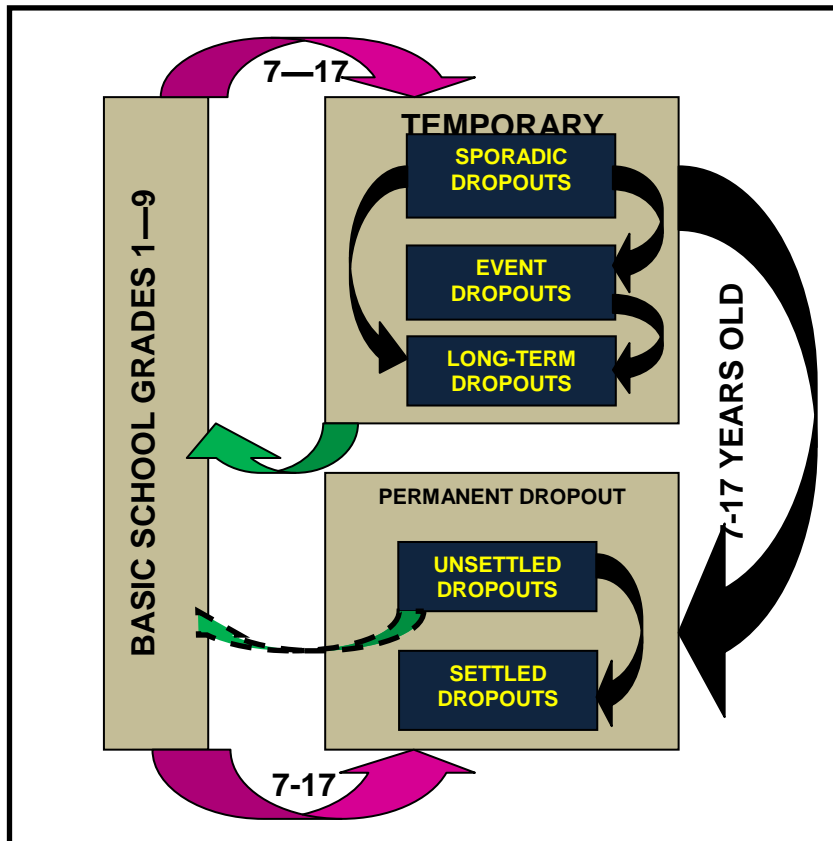 7—17
TEMPORARY
SPORADIC
DROPOUTS
EVENT
DROPOUTS
LONG-TERM
DROPOUTS
BASIC SCHOOL GRADES 1—9
7-17 YEARS OLD
PERMANENT DROPOUT
UNSETTLED
DROPOUTS
SETTLED
DROPOUTS
7-17